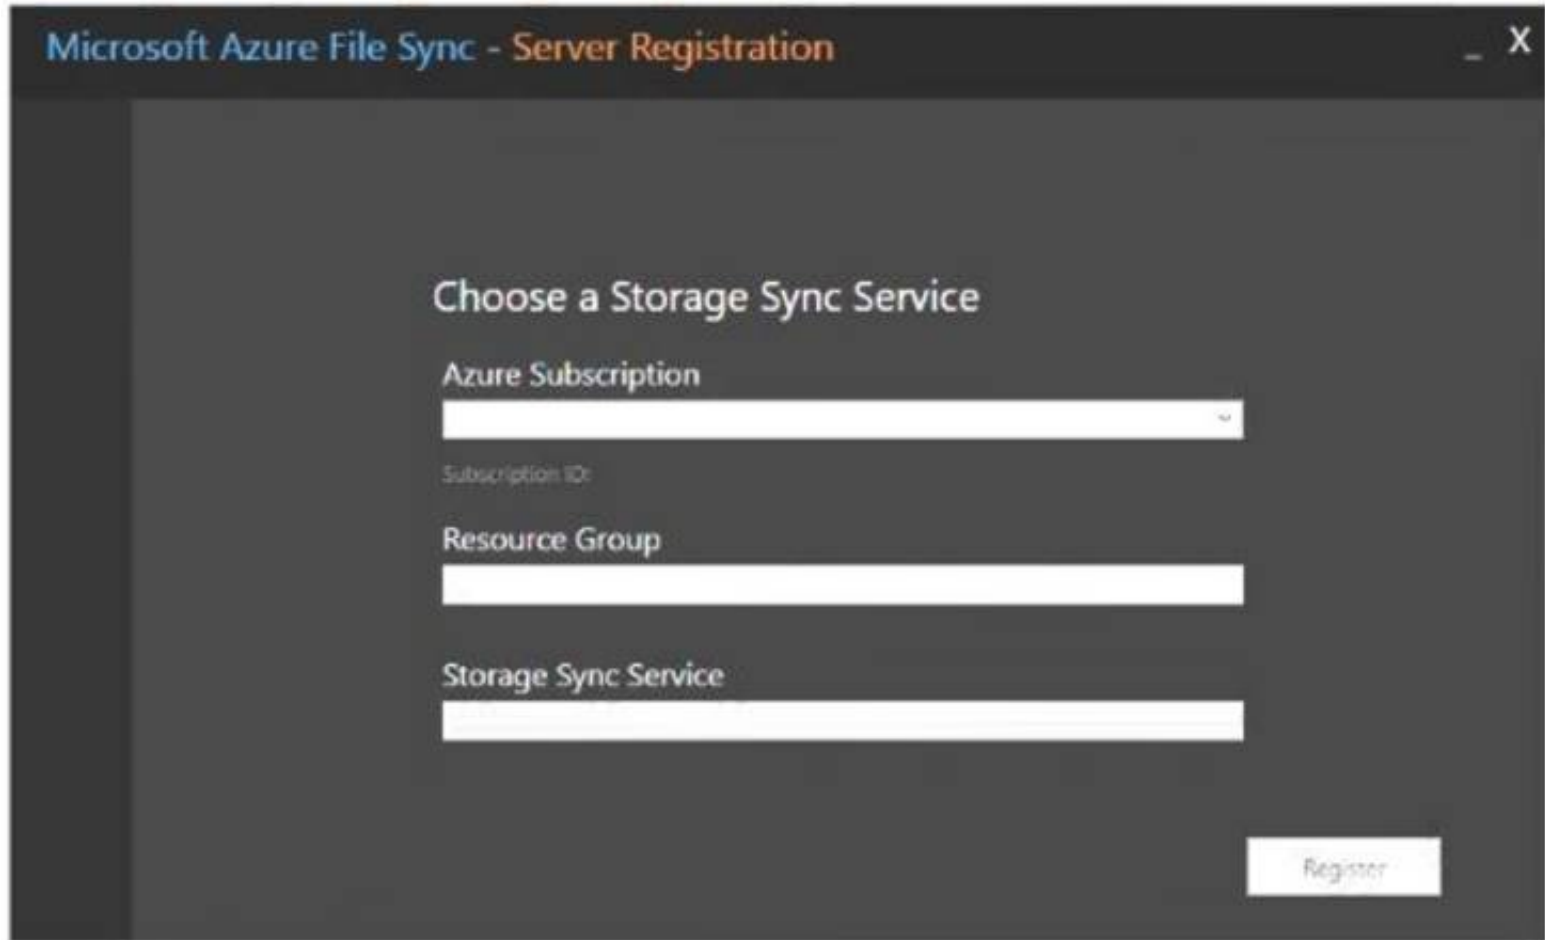 Microsoft Azure File Sync - Server Registration
_ X
Choose a Storage Sync Service
Azure Subscription
Subscription ID:
Resource Group
Storage Sync Service
Register